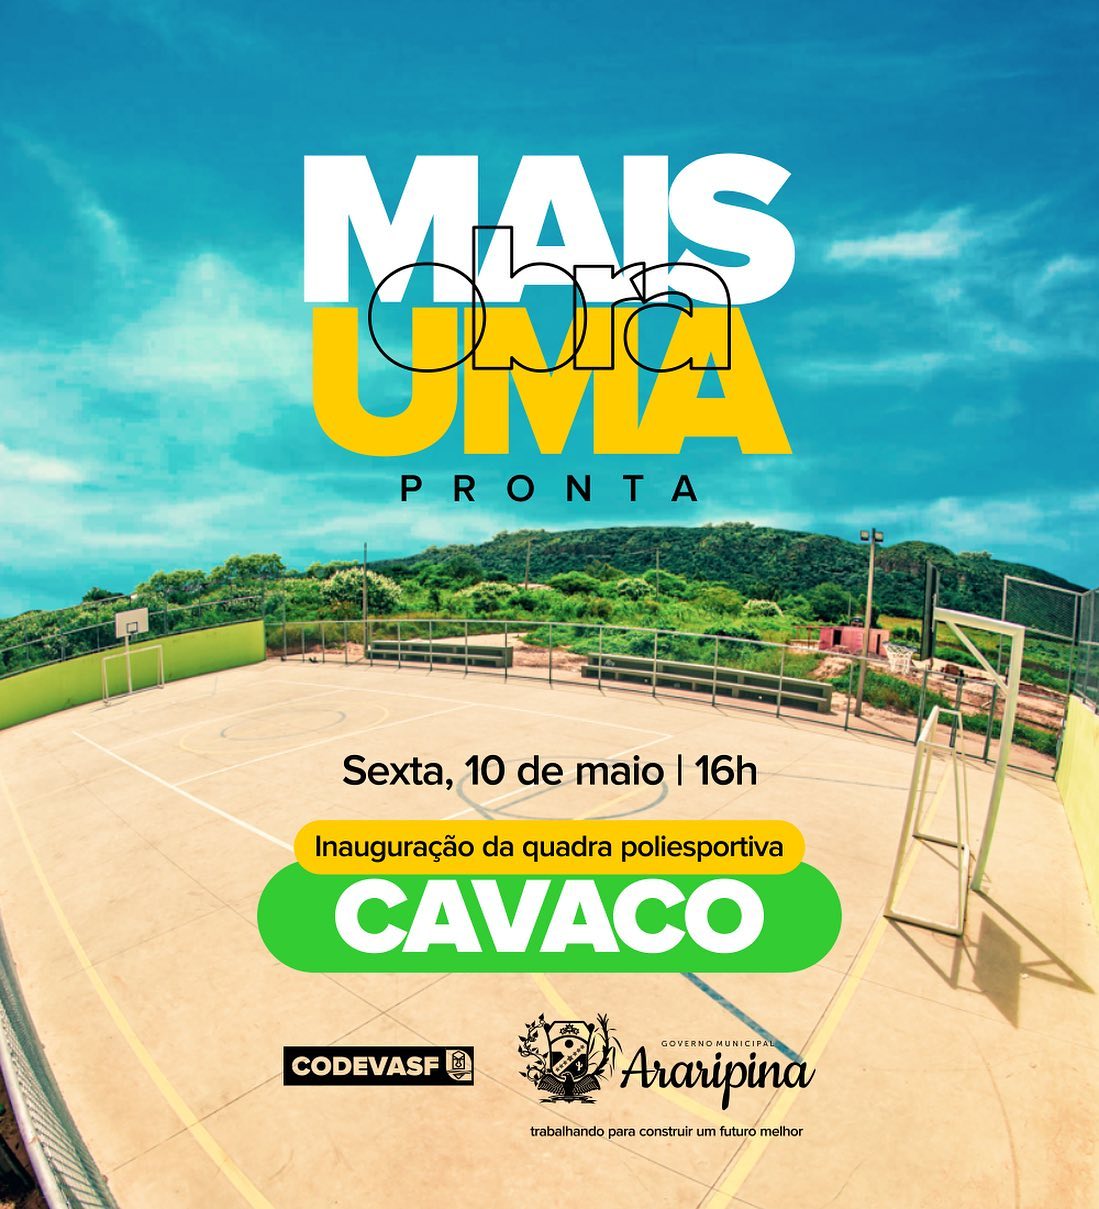 MAIS
obra
UMA
PRONTA
Sexta, 10 de maio | 16h
Inauguração da quadra poliesportiva
CAVACO
CODEVASF
GOVERNO MUNICIPAL
Araripina
trabalhando para construir um futuro melhor